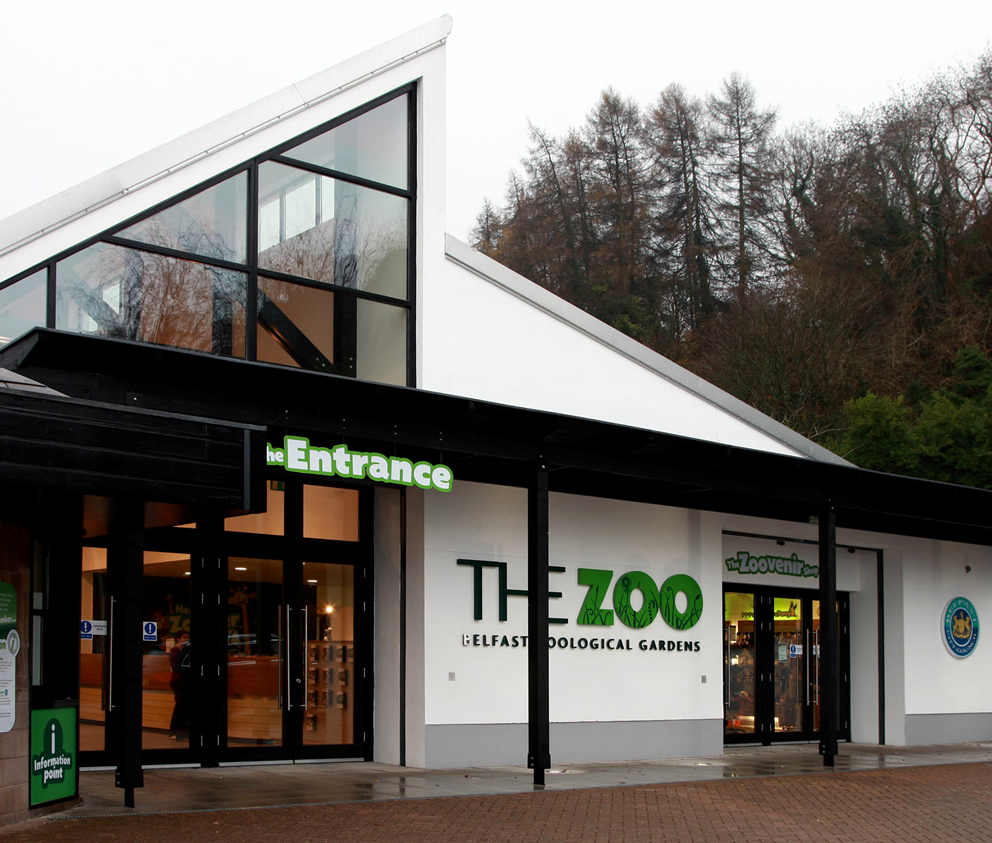 The Entrance
THE ZOO
BELFAST ZOOLOGICAL GARDENS
The Zoovenir Shop
i
Information
point